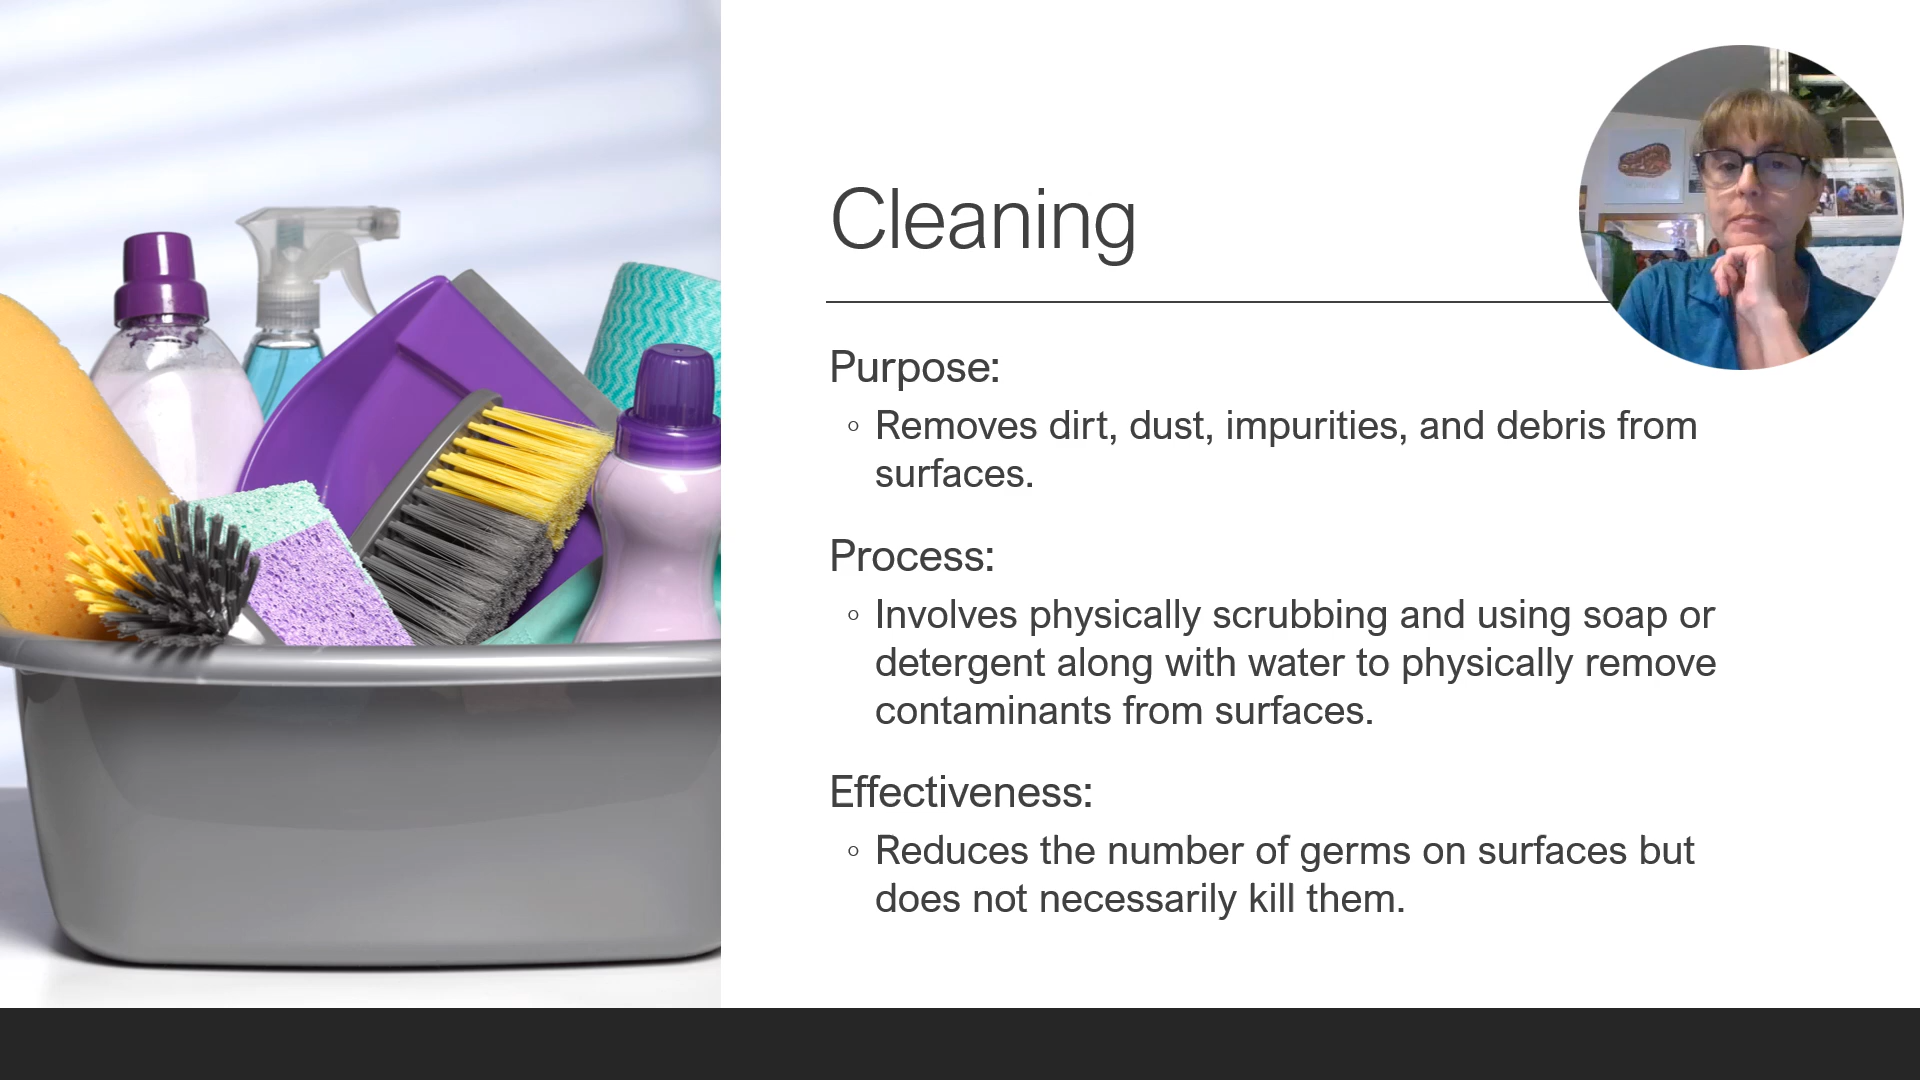 Cleaning
Purpose:
◦ Removes dirt, dust, impurities, and debris from
surfaces.
Process:
◦ Involves physically scrubbing and using soap or
detergent along with water to physically remove
contaminants from surfaces.
Effectiveness:
◦ Reduces the number of germs on surfaces but
does not necessarily kill them.